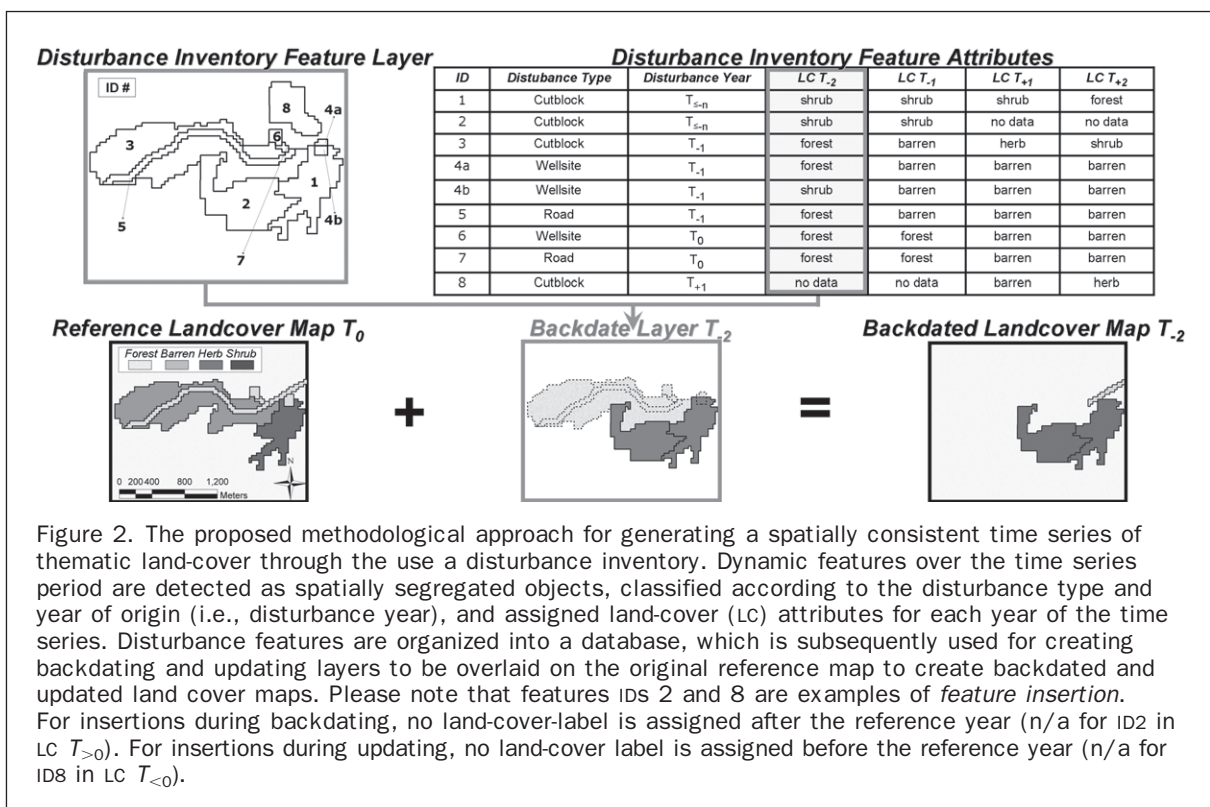 Disturbance Inventory Feature Layer
Disturbance Inventory Feature Attributes
ID #
8
4a
6
3
1
2
5
4b
7
ID Distubance Type Disturbance Year LC T-2 LC T-1 LC T+1 LC T+2
1 Cutblock T≤-n shrub shrub shrub forest
2 Cutblock T≤-n shrub shrub no data no data
3 Cutblock T-1 forest barren herb shrub
4a Wellsite T-1 forest barren barren barren
4b Wellsite T-1 shrub barren barren barren
5 Road T-1 forest barren barren barren
6 Wellsite T0 forest forest barren barren
7 Road T0 forest forest barren barren
8 Cutblock T+1 no data no data barren herb
Reference Landcover Map T0
Backdate Layer T-2
Backdated Landcover Map T-2
Forest Barren Herb Shrub
+
=
N
0 200 400 800 1,200
Meters
Figure 2. The proposed methodological approach for generating a spatially consistent time series of
thematic land-cover through the use a disturbance inventory. Dynamic features over the time series
period are detected as spatially segregated objects, classified according to the disturbance type and
year of origin (i.e., disturbance year), and assigned land-cover (LC) attributes for each year of the time
series. Disturbance features are organized into a database, which is subsequently used for creating
backdating and updating layers to be overlaid on the original reference map to create backdated and
updated land cover maps. Please note that features IDs 2 and 8 are examples of feature insertion.
For insertions during backdating, no land-cover-label is assigned after the reference year (n/a for ID2 in
LC T>0). For insertions during updating, no land-cover label is assigned before the reference year (n/a for
ID8 in LC T<0).